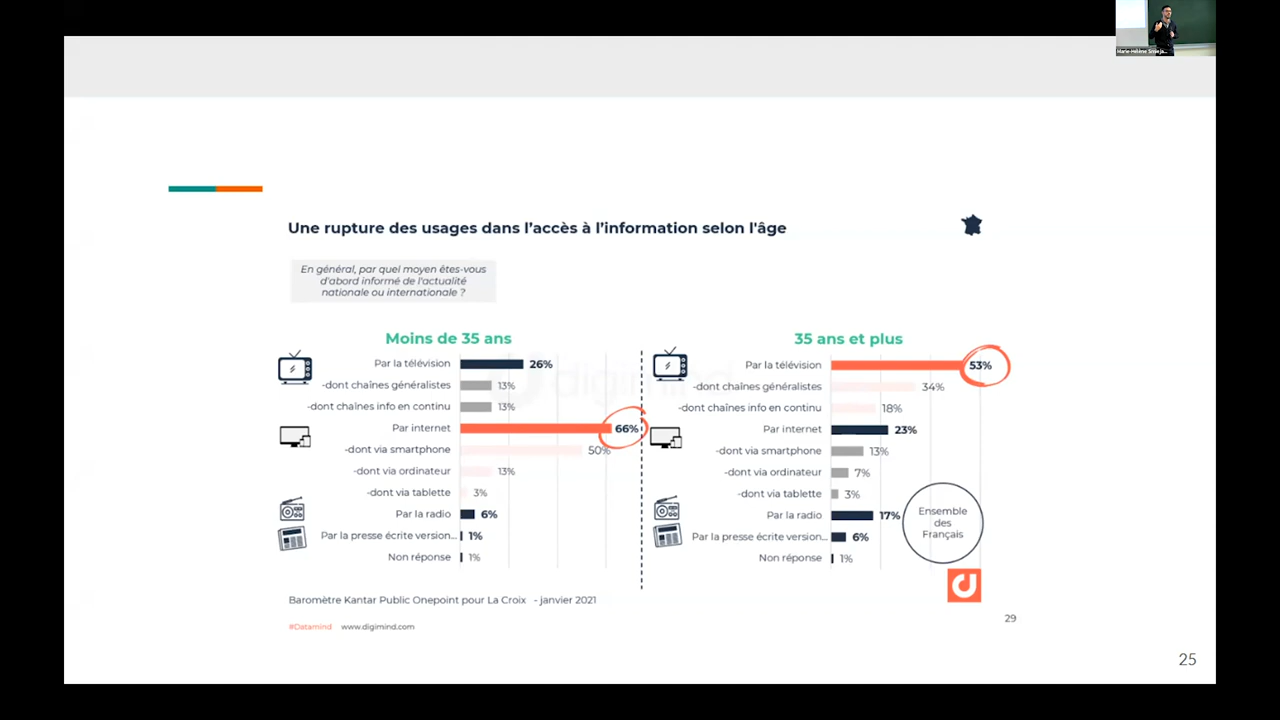 Marie-Hélène
Une rupture des usages dans l'accès à l'information selon l'âge
En général, par quel moyen êtes-vous
d'abord informé de l'actualité
nationale ou internationale ?
Moins de 35 ans
Par la télévision 26%
-dont chaînes généralistes 13%
-dont chaînes info en continu 13%
Par internet 66%
-dont via smartphone 50%
-dont via ordinateur 13%
-dont via tablette 3%
Par la radio 6%
Par la presse écrite version... 1%
Non réponse 1%
35 ans et plus
Par la télévision 53%
-dont chaînes généralistes 34%
-dont chaînes info en continu 18%
Par internet 23%
-dont via smartphone 13%
-dont via ordinateur 7%
-dont via tablette 3%
Par la radio 17%
Par la presse écrite version... 6%
Non réponse 1%
Ensemble
des
Français
digimind
Baromètre Kantar Public Onepoint pour La Croix - janvier 2021
#Datamind www.digimind.com
29
25